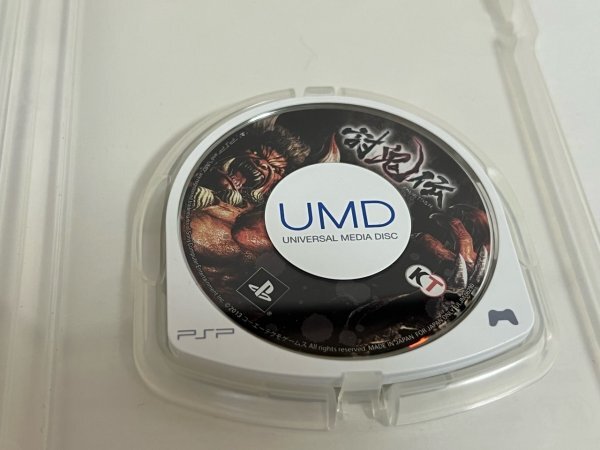 討鬼伝
UMD
UNIVERSAL MEDIA DISC
KT
PSP
©2013 コーエーテクモゲームス All rights reserved. MADE IN JAPAN FOR JAPAN ONLY